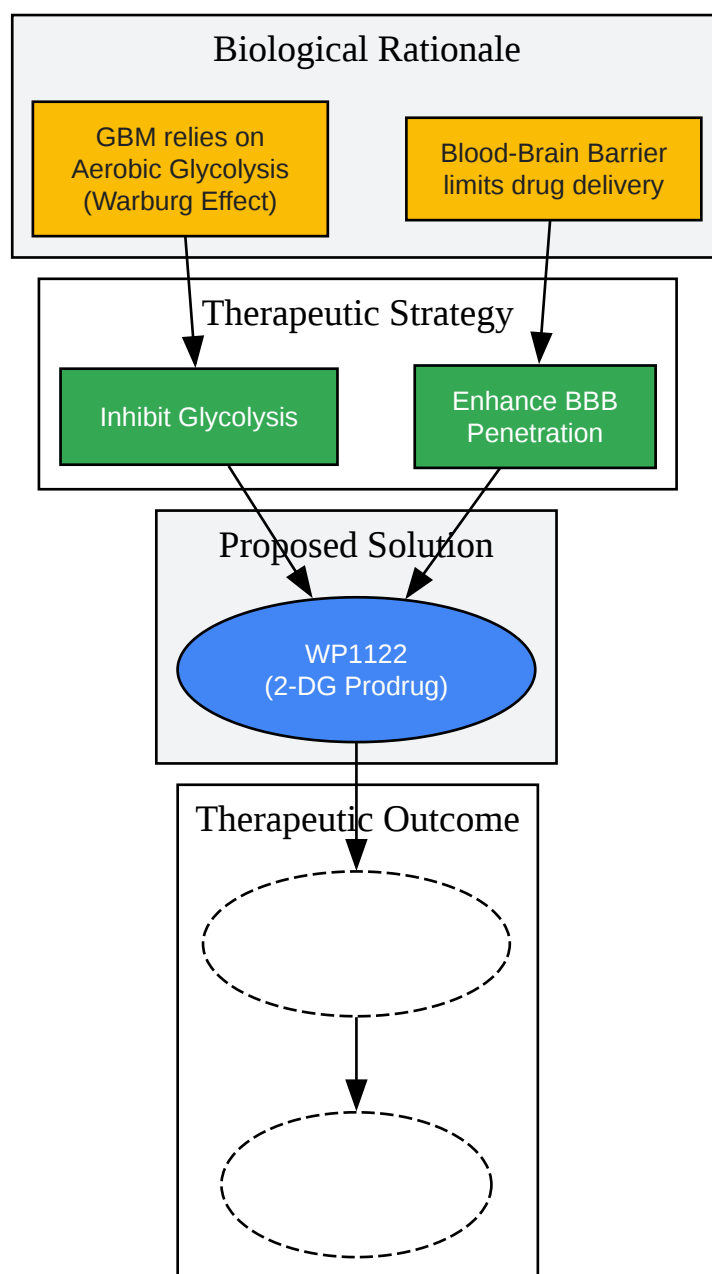 Biological Rationale
GBM relies on
Aerobic Glycolysis
(Warburg Effect)
Blood-Brain Barrier
limits drug delivery
Therapeutic Strategy
Inhibit Glycolysis
Enhance BBB
Penetration
Proposed Solution
WP1122
(2-DG Prodrug)
Therapeutic Outcome